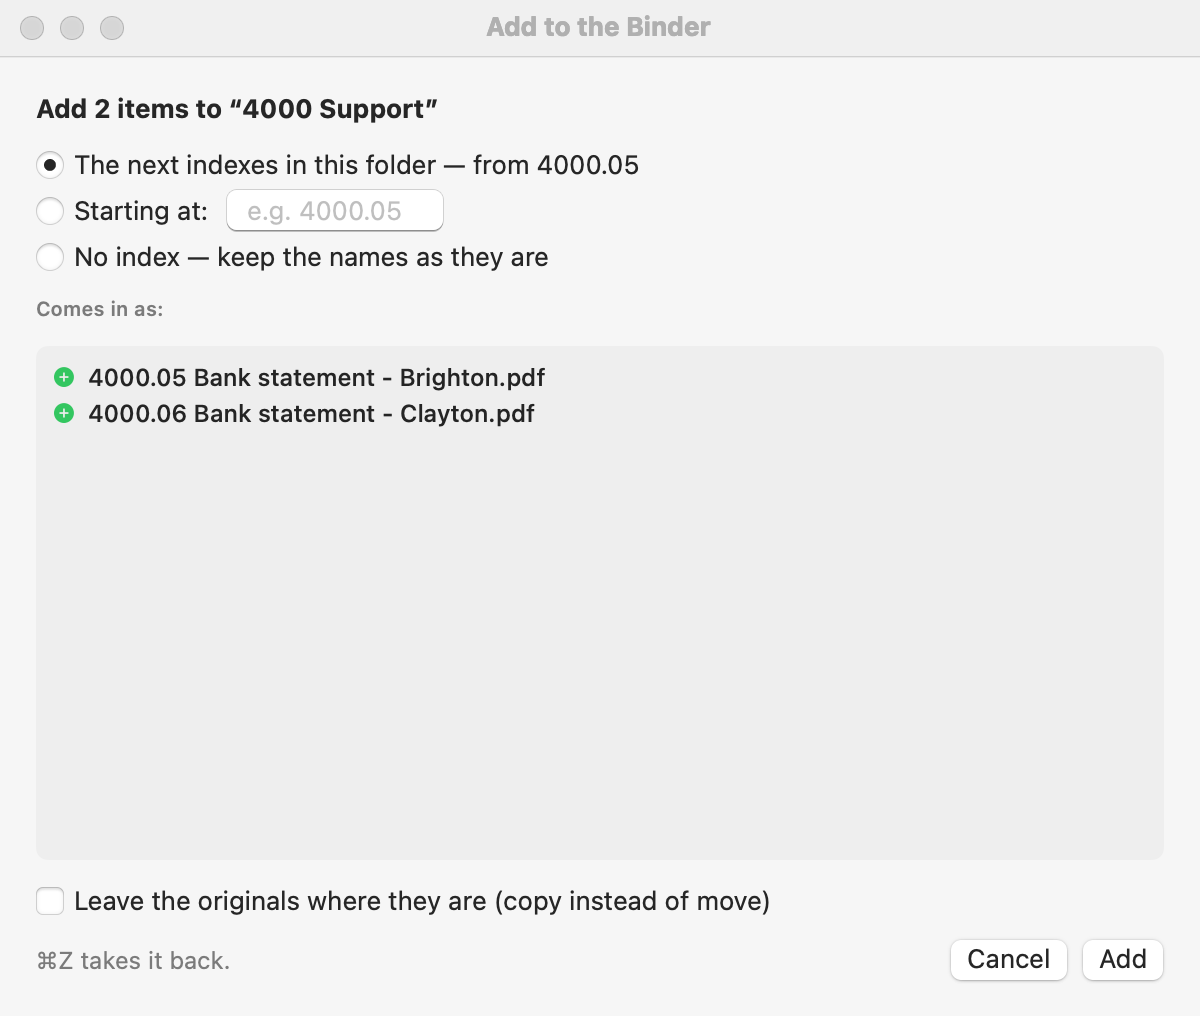 Add to the Binder
Add 2 items to “4000 Support”
The next indexes in this folder — from 4000.05
Starting at: e.g. 4000.05
No index — keep the names as they are
Comes in as:
4000.05 Bank statement - Brighton.pdf
4000.06 Bank statement - Clayton.pdf
Leave the originals where they are (copy instead of move)
⌘Z takes it back.
Cancel Add